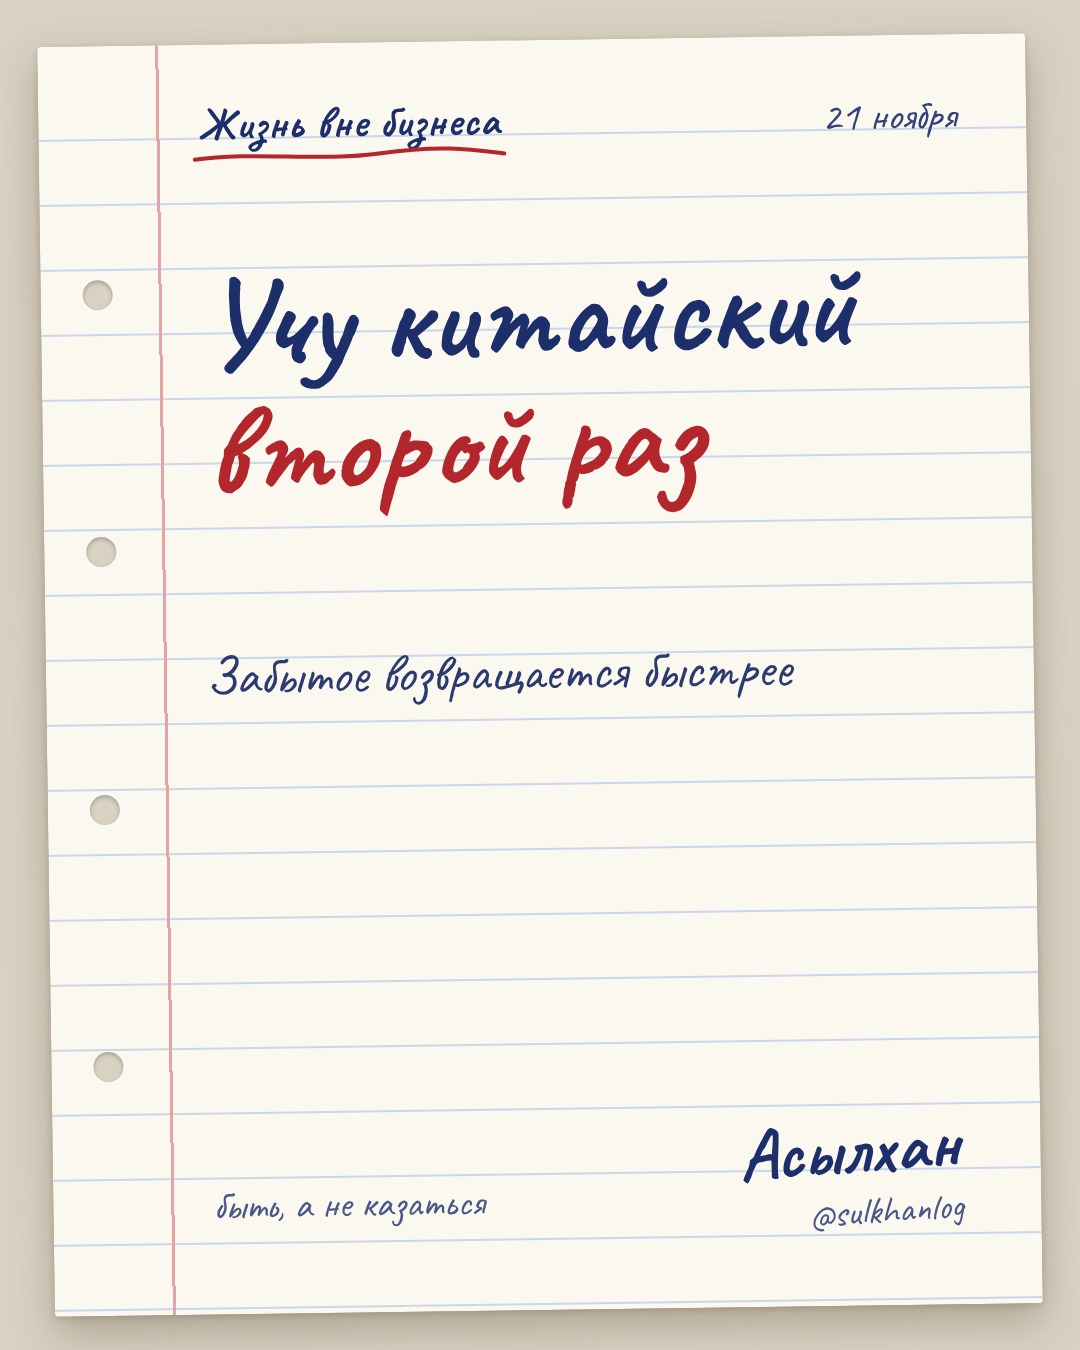 Жизнь вне бизнеса
21 ноября
Учу китайский
второй раз
Забытое возвращается быстрее
Асылхан
быть, а не казаться
@sulkhanlog